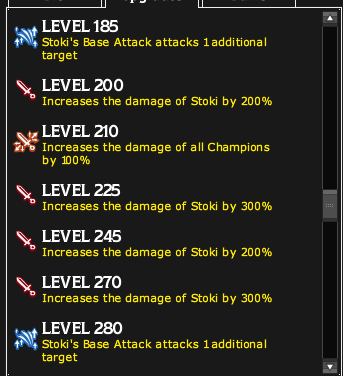 LEVEL 185
Stoki's Base Attack attacks 1 additional
target
LEVEL 200
Increases the damage of Stoki by 200%
LEVEL 210
Increases the damage of all Champions
by 100%
LEVEL 225
Increases the damage of Stoki by 300%
LEVEL 245
Increases the damage of Stoki by 200%
LEVEL 270
Increases the damage of Stoki by 300%
LEVEL 280
Stoki's Base Attack attacks 1 additional
target